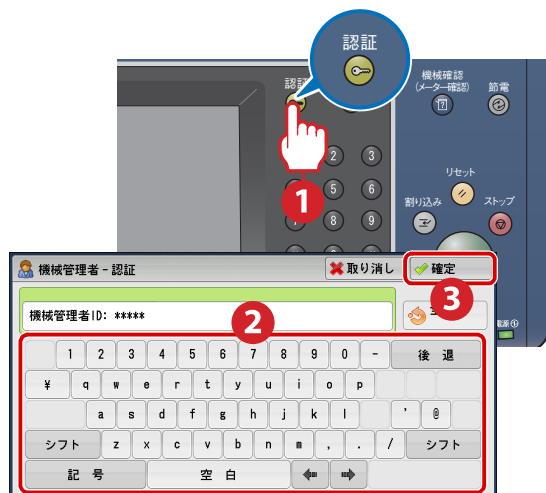 認証
認証
機械確認
(メーター確認)
節電
2 3
5 6
リセット
割り込み
ストップ
1
8 9
機械管理者 - 認証
取り消し
確定
機械管理者ID: *****
2
3
電源
1 2 3 4 5 6 7 8 9 0 -
後 退
¥ q w e r t y u i o p
a s d f g h j k l ' @
シフト z x c v b n m , . / シフト
記 号
空 白